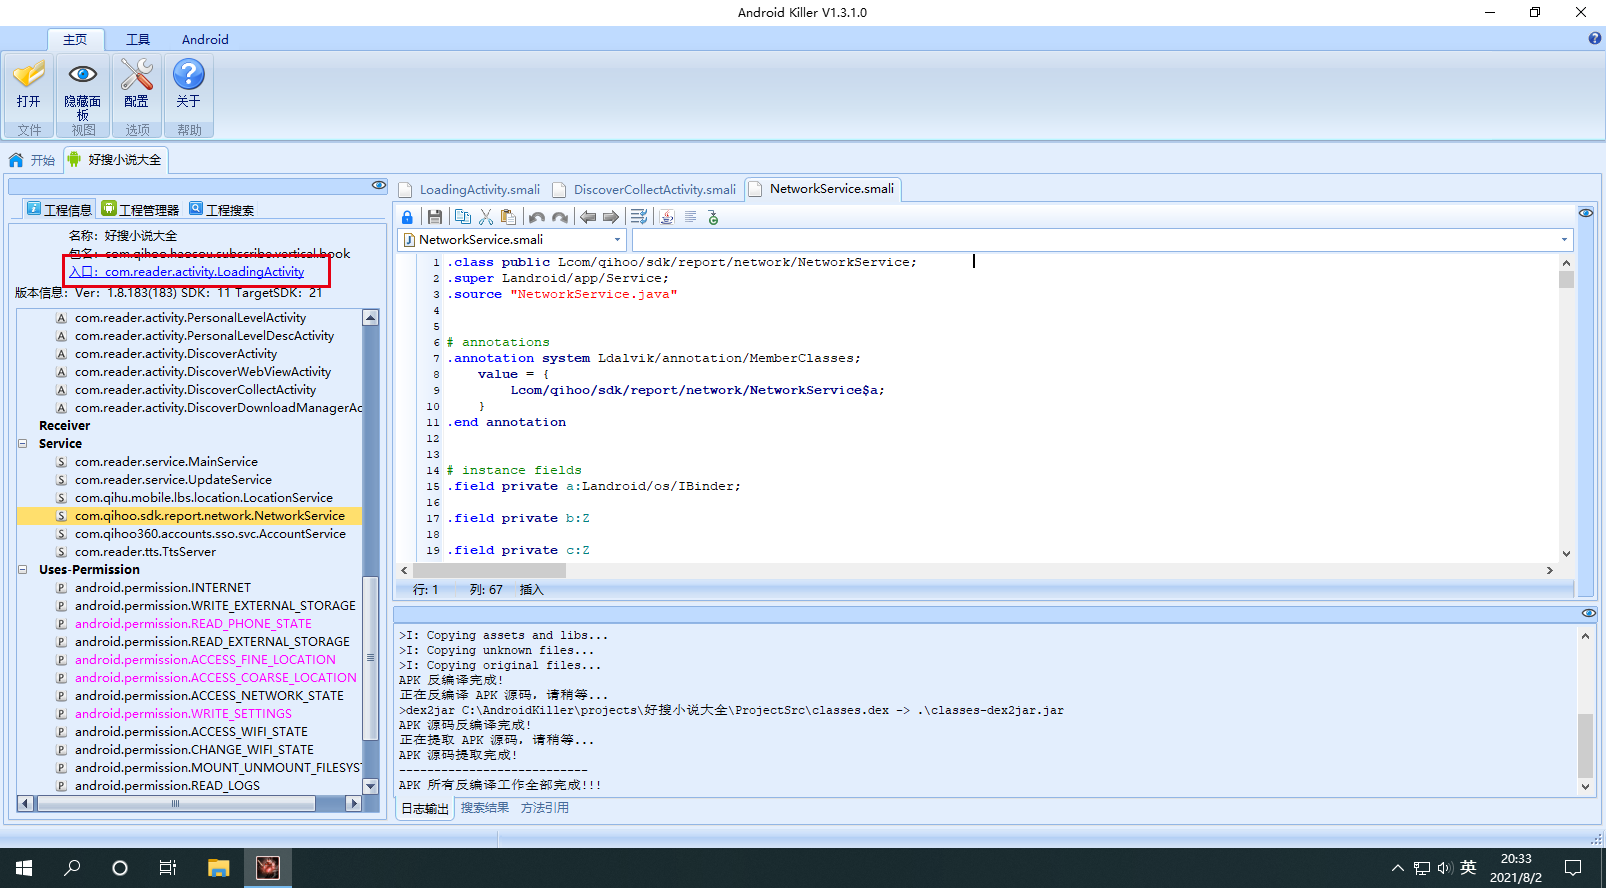 Android Killer V1.3.1.0
主页
工具
Android
打开
隐藏面板
配置
关于
文件
视图
选项
帮助
开始
好搜小说大全
工程信息
工程管理器
工程搜索
名称：好搜小说大全
包名：com.qihoo.haosou.subscribe.vertical.book
入口：com.reader.activity.LoadingActivity
版本信息：Ver：1.8.183(183) SDK：11 TargetSDK：21
A com.reader.activity.PersonalLevelActivity
A com.reader.activity.PersonalLevelDescActivity
A com.reader.activity.DiscoverActivity
A com.reader.activity.DiscoverWebViewActivity
A com.reader.activity.DiscoverCollectActivity
A com.reader.activity.DiscoverDownloadManagerAc
Receiver
Service
S com.reader.service.MainService
S com.reader.service.UpdateService
S com.qihu.mobile.lbs.location.LocationService
S com.qihoo.sdk.report.network.NetworkService
S com.qihoo360.accounts.sso.svc.AccountService
S com.reader.tts.TtsServer
Uses-Permission
P android.permission.INTERNET
P android.permission.WRITE_EXTERNAL_STORAGE
P android.permission.READ_PHONE_STATE
P android.permission.READ_EXTERNAL_STORAGE
P android.permission.ACCESS_FINE_LOCATION
P android.permission.ACCESS_COARSE_LOCATION
P android.permission.ACCESS_NETWORK_STATE
P android.permission.WRITE_SETTINGS
P android.permission.ACCESS_WIFI_STATE
P android.permission.CHANGE_WIFI_STATE
P android.permission.MOUNT_UNMOUNT_FILESYST
P android.permission.READ_LOGS
LoadingActivity.smali
DiscoverCollectActivity.smali
NetworkService.smali
NetworkService.smali
1 .class public Lcom/qihoo/sdk/report/network/NetworkService;
2 .super Landroid/app/Service;
3 .source "NetworkService.java"
4
5
6 # annotations
7 .annotation system Ldalvik/annotation/MemberClasses;
8 value = {
9 Lcom/qihoo/sdk/report/network/NetworkService$a;
10 }
11 .end annotation
12
13
14 # instance fields
15 .field private a:Landroid/os/IBinder;
16
17 .field private b:Z
18
19 .field private c:Z
行: 1 列: 67 插入
>I: Copying assets and libs...
>I: Copying unknown files...
>I: Copying original files...
APK 反编译完成!
正在反编译 APK 源码，请稍等...
>dex2jar C:\AndroidKiller\projects\好搜小说大全\ProjectSrc\classes.dex -> .\classes-dex2jar.jar
APK 源码反编译完成!
正在提取 APK 源码，请稍等...
APK 源码提取完成!
---------------------------
APK 所有反编译工作全部完成!!!
日志输出
搜索结果
方法引用
英
20:33
2021/8/2